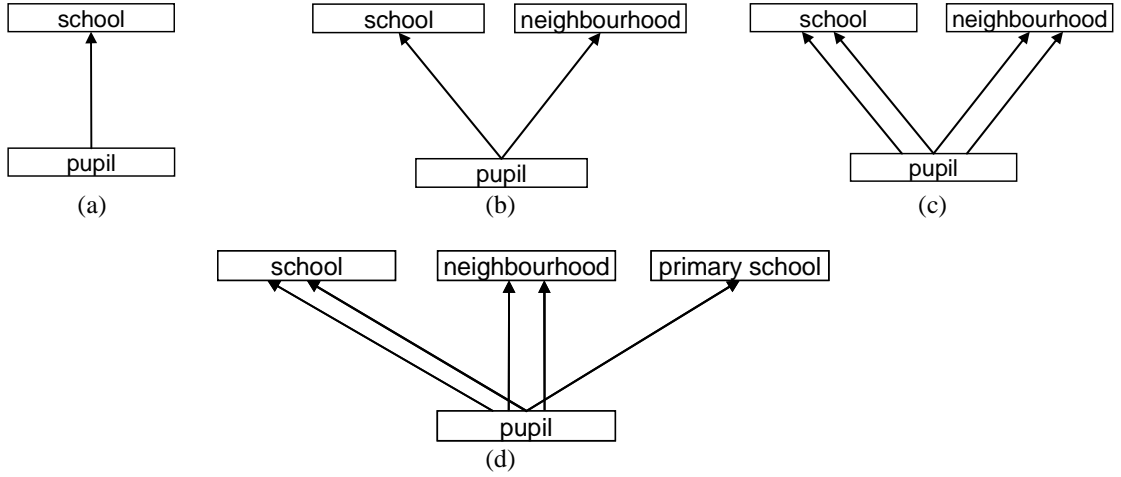 school
pupil
(a)
school neighbourhood
pupil
(b)
school neighbourhood
pupil
(c)
school neighbourhood primary school
pupil
(d)